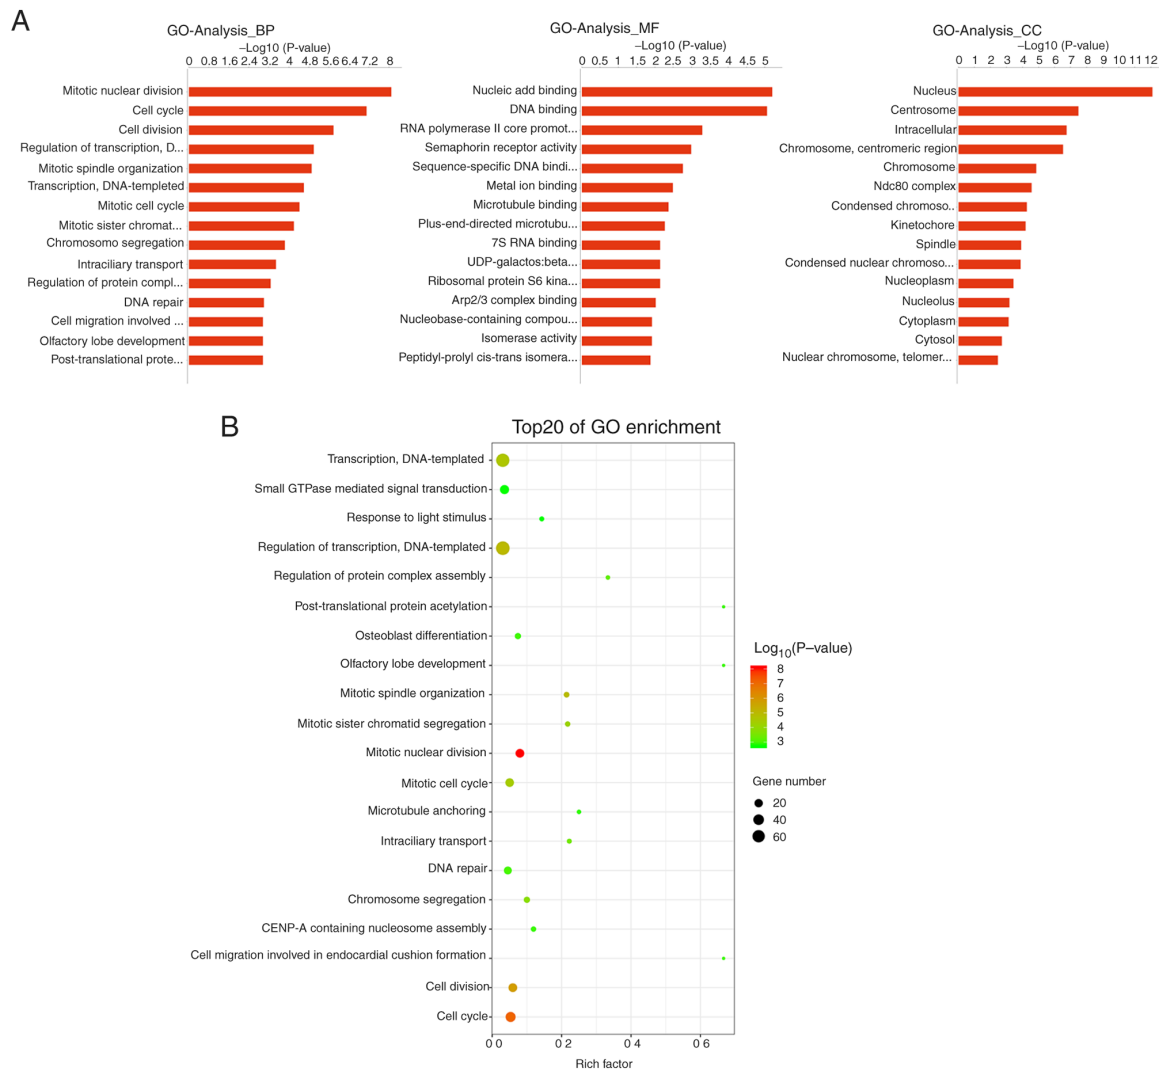 A
GO-Analysis_BP
–Log10 (P-value)
0 0.8 1.6 2.4 3.2 4 4.8 5.6 6.4 7.2 8
Mitotic nuclear division
Cell cycle
Cell division
Regulation of transcription, D...
Mitotic spindle organization
Transcription, DNA-templeted
Mitotic cell cycle
Mitotic sister chromat...
Chromosomo segregation
Intraciliary transport
Regulation of protein compl...
DNA repair
Cell migration involved ...
Olfactory lobe development
Post-translational prote...
GO-Analysis_MF
–Log10 (P-value)
0 0.5 1 1.5 2 2.5 3 3.5 4 4.5 5
Nucleic add binding
DNA binding
RNA polymerase II core promot...
Semaphorin receptor activity
Sequence-specific DNA bindi...
Metal ion binding
Microtubule binding
Plus-end-directed microtubu...
7S RNA binding
UDP-galactos:beta...
Ribosomal protein S6 kina...
Arp2/3 complex binding
Nucleobase-containing compou...
Isomerase activity
Peptidyl-prolyl cis-trans isomera...
GO-Analysis_CC
–Log10 (P-value)
0 1 2 3 4 5 6 7 8 9 10 11 12
Nucleus
Centrosome
Intracellular
Chromosome, centromeric region
Chromosome
Ndc80 complex
Condensed chromoso..
Kinetochore
Spindle
Condensed nuclear chromoso...
Nucleoplasm
Nucleolus
Cytoplasm
Cytosol
Nuclear chromosome, telomer...
B
Top20 of GO enrichment
Transcription, DNA-templated
Small GTPase mediated signal transduction
Response to light stimulus
Regulation of transcription, DNA-templated
Regulation of protein complex assembly
Post-translational protein acetylation
Osteoblast differentiation
Olfactory lobe development
Mitotic spindle organization
Mitotic sister chromatid segregation
Mitotic nuclear division
Mitotic cell cycle
Microtubule anchoring
Intraciliary transport
DNA repair
Chromosome segregation
CENP-A containing nucleosome assembly
Cell migration involved in endocardial cushion formation
Cell division
Cell cycle
0 0 0 2 0 4 0 6
Rich factor
Log10(P–value)
8
7
6
5
4
3
Gene number
20
40
60